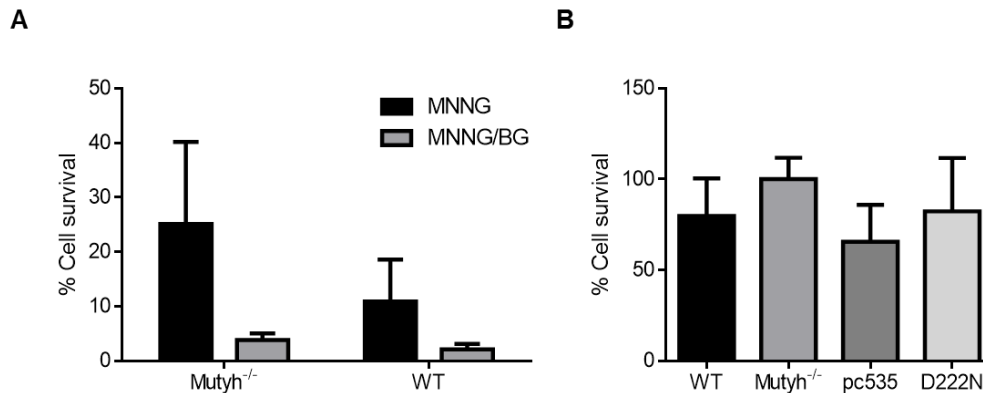 A
B
50
40
30
20
10
0
% Cell survival
MNNG
MNNG/BG
Mutyh-/-
WT
150
100
50
0
% Cell survival
WT
Mutyh-/-
pc535
D222N